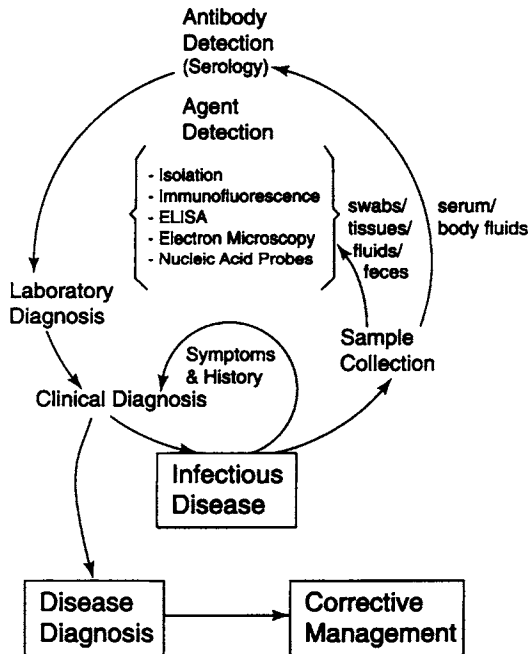 Antibody
Detection
(Serology)
Agent
Detection
- Isolation
- Immunofluorescence
- ELISA
- Electron Microscopy
- Nucleic Acid Probes
swabs/
tissues/
fluids/
feces
serum/
body fluids
Laboratory
Diagnosis
Sample
Collection
Symptoms
& History
Clinical Diagnosis
Infectious
Disease
Disease
Diagnosis
Corrective
Management